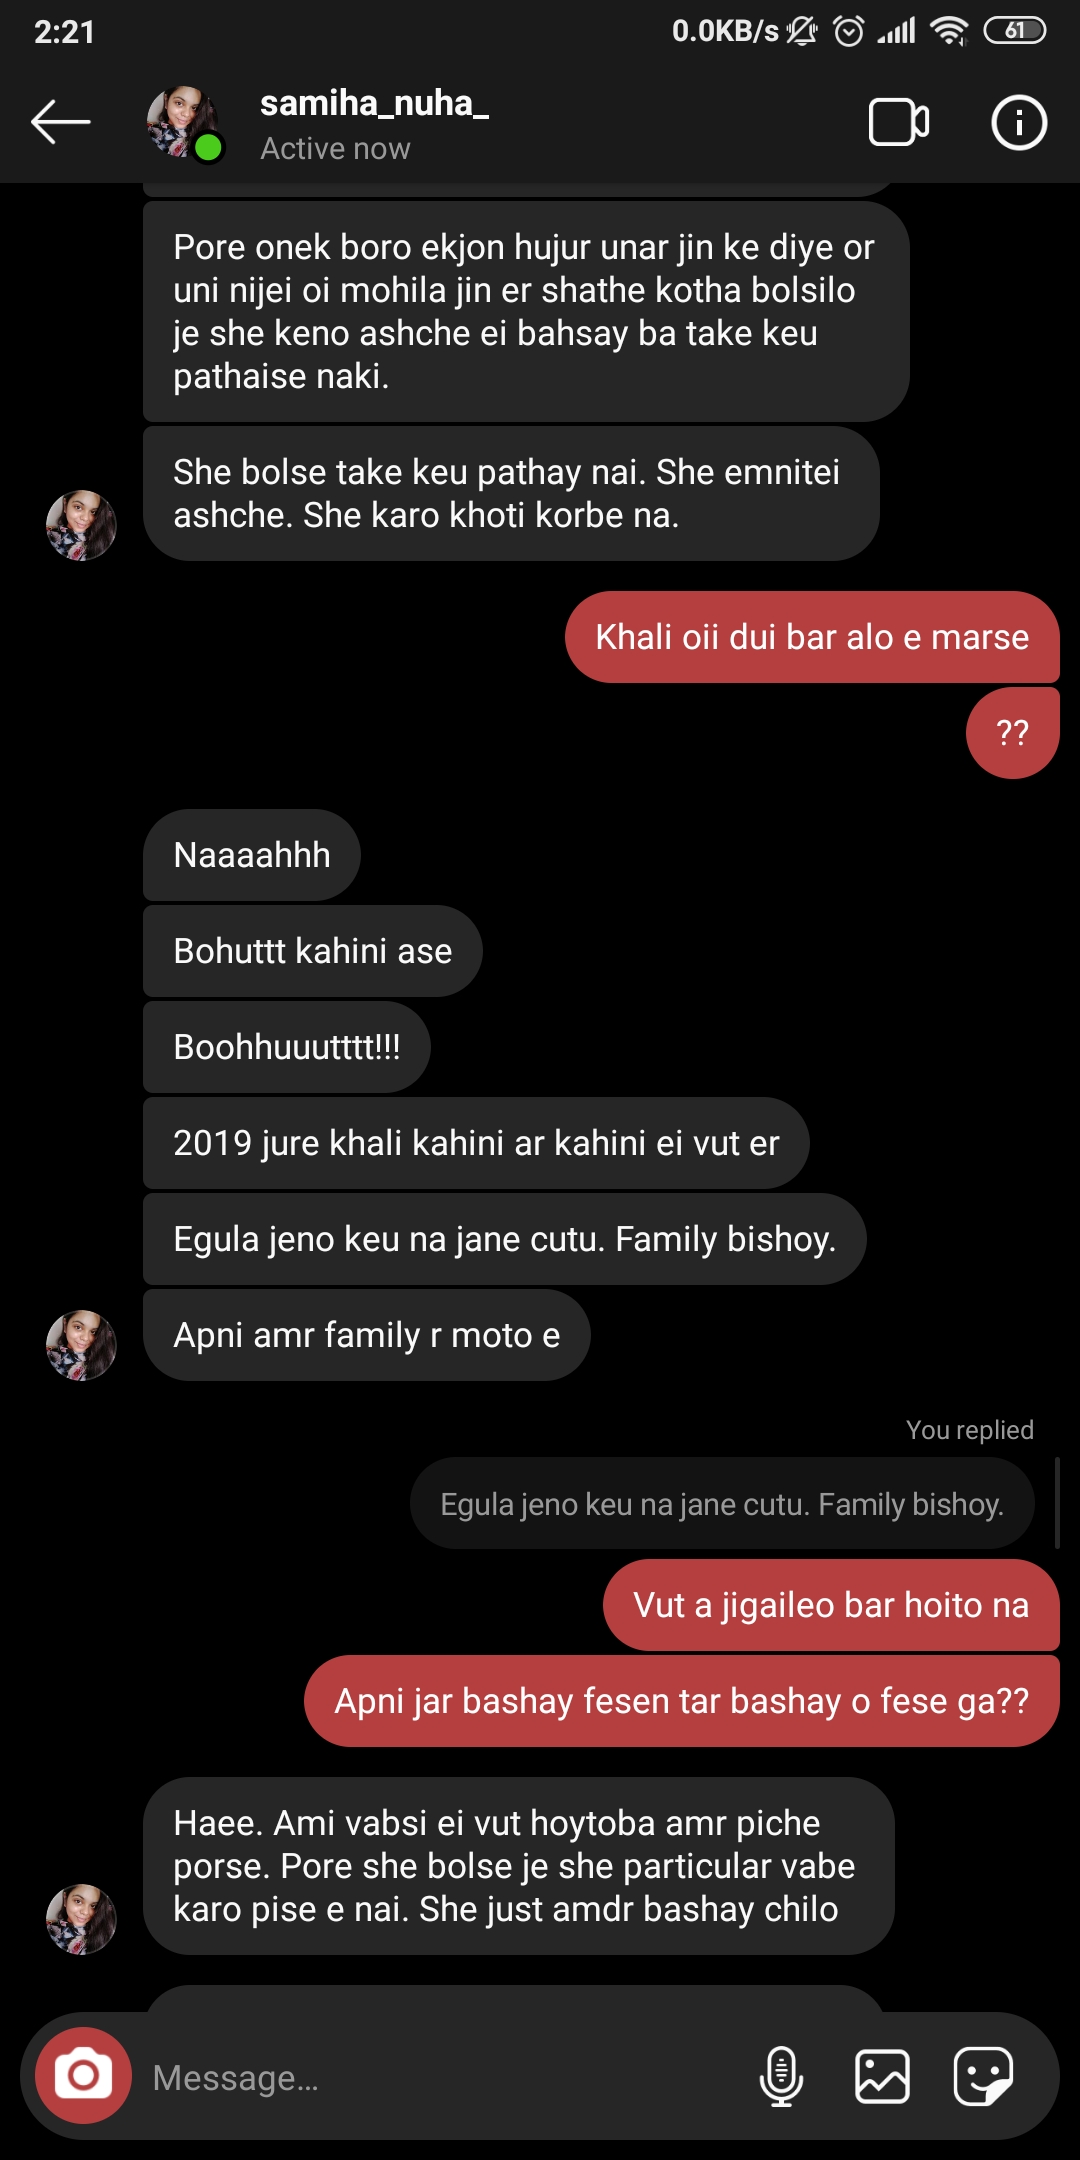 2:21
0.0KB/s
61
samiha_nuha_
Active now
Pore onek boro ekjon hujur unar jin ke diye or
uni nijei oi mohila jin er shathe kotha bolsilo
je she keno ashche ei bahsay ba take keu
pathaise naki.
She bolse take keu pathay nai. She emnitei
ashche. She karo khoti korbe na.
Khali oii dui bar alo e marse
??
Naaaahhh
Bohuttt kahini ase
Boohhuuutttt!!!
2019 jure khali kahini ar kahini ei vut er
Egula jeno keu na jane cutu. Family bishoy.
Apni amr family r moto e
You replied
Egula jeno keu na jane cutu. Family bishoy.
Vut a jigaileo bar hoito na
Apni jar bashay fesen tar bashay o fese ga??
Haee. Ami vabsi ei vut hoytoba amr piche
porse. Pore she bolse je she particular vabe
karo pise e nai. She just amdr bashay chilo
Message...